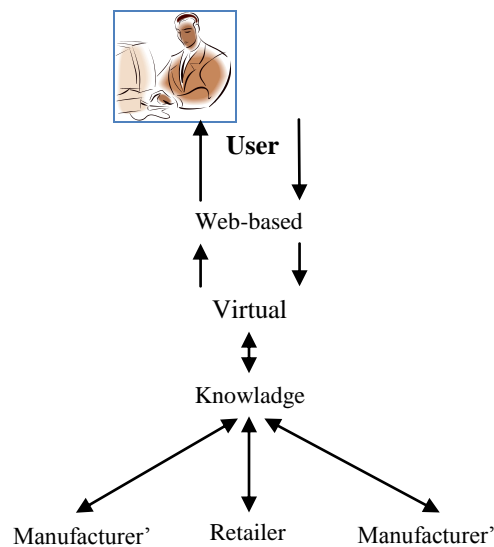 User
Web-based
Virtual
Knowladge
Manufacturer’ Retailer Manufacturer’